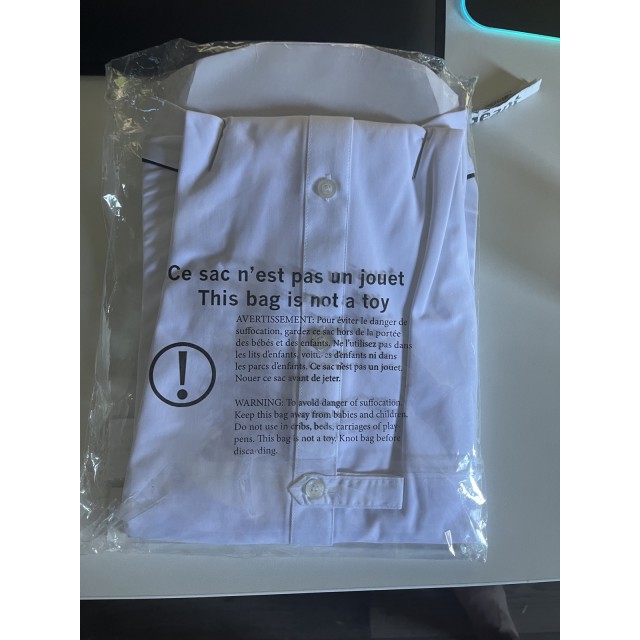 Ce sac n'est pas un jouet
This bag is not a toy
AVERTISSEMENT: Pour éviter le danger de
suffocation, gardez ce sac hors de la portée
des bébés et des enfants. Ne l'utilisez pas dans
les lits d'enfants, voitures d'enfants ni dans
les parcs d'enfants. Ce sac n'est pas un jouet.
Nouer ce sac avant de jeter.
WARNING: To avoid danger of suffocation
Keep this bag away from babies and children.
Do not use in cribs, beds, carriages of play-
pens. This bag is not a toy. Knot bag before
discarding.